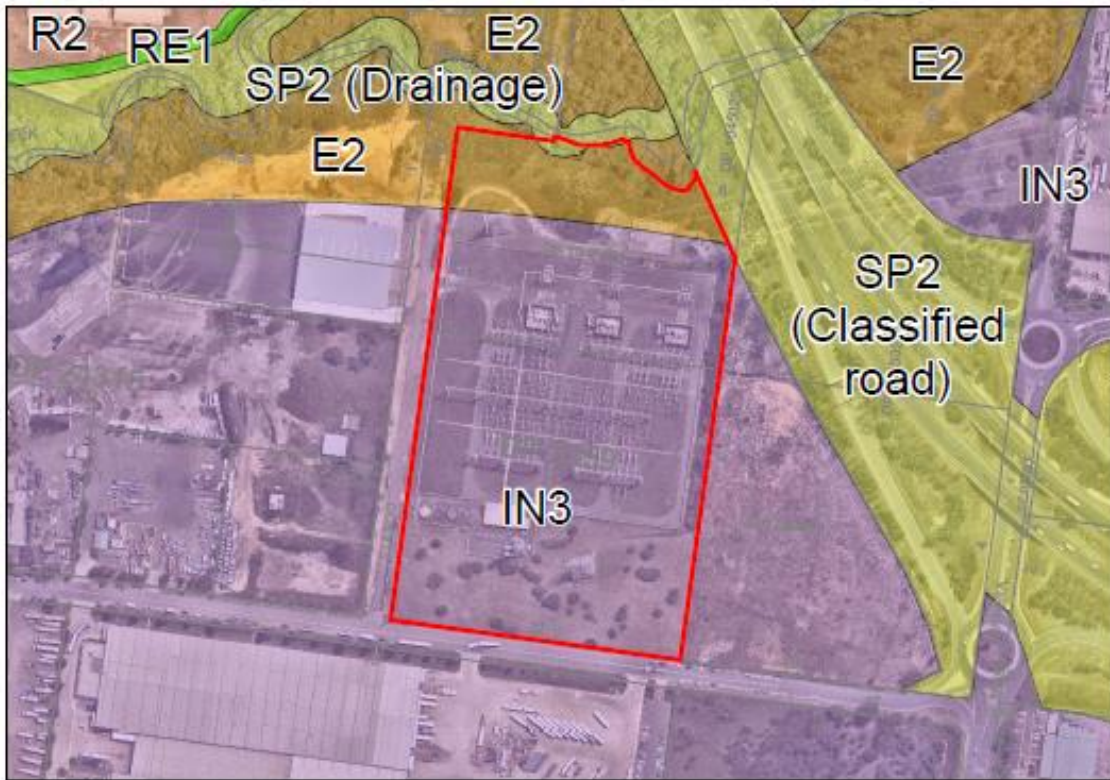 R2
RE1
E2
SP2 (Drainage)
E2
E2
IN3
SP2
(Classified
road)
IN3